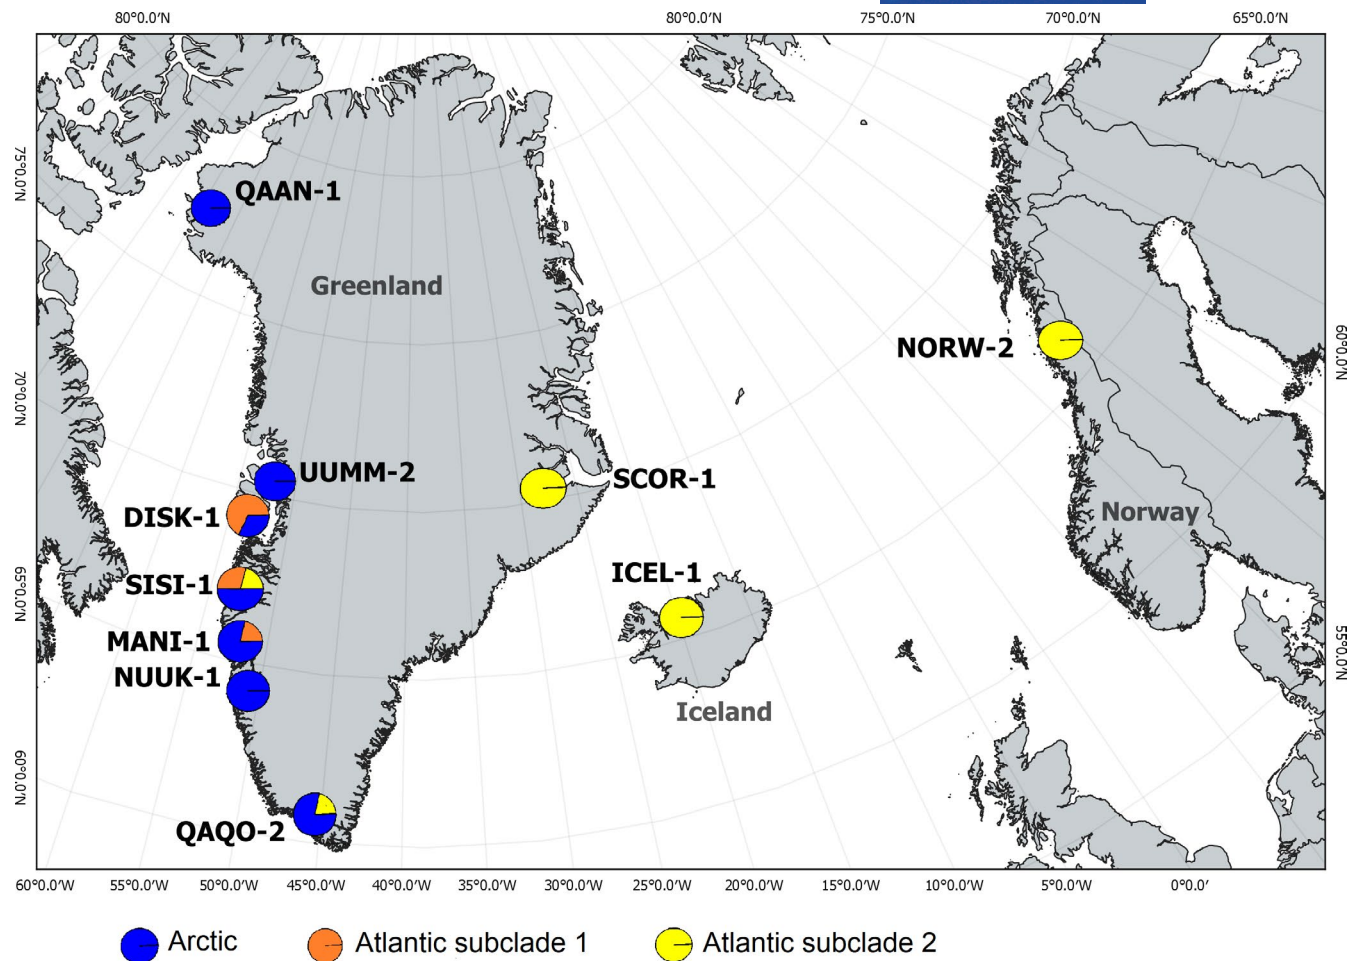 80°0.0'N 80°0.0'N 75°0.0'N 70°0.0'N 65°0.0'N
75°0.0'N
QAAN-1
Greenland
60°0.0'N
NORW-2
70°0.0'N
UUMM-2
SCOR-1
DISK-1
Norway
ICEL-1
SISI-1
65°0.0'N
MANI-1
55°0.0'N
NUUK-1
Iceland
60°0.0'N
QAQO-2
60°0.0'W 55°0.0'W 50°0.0'W 45°0.0'W 40°0.0'W 35°0.0'W 30°0.0'W 25°0.0'W 20°0.0'W 15°0.0'W 10°0.0'W 5°0.0'W 0°0.0'
Arctic Atlantic subclade 1 Atlantic subclade 2